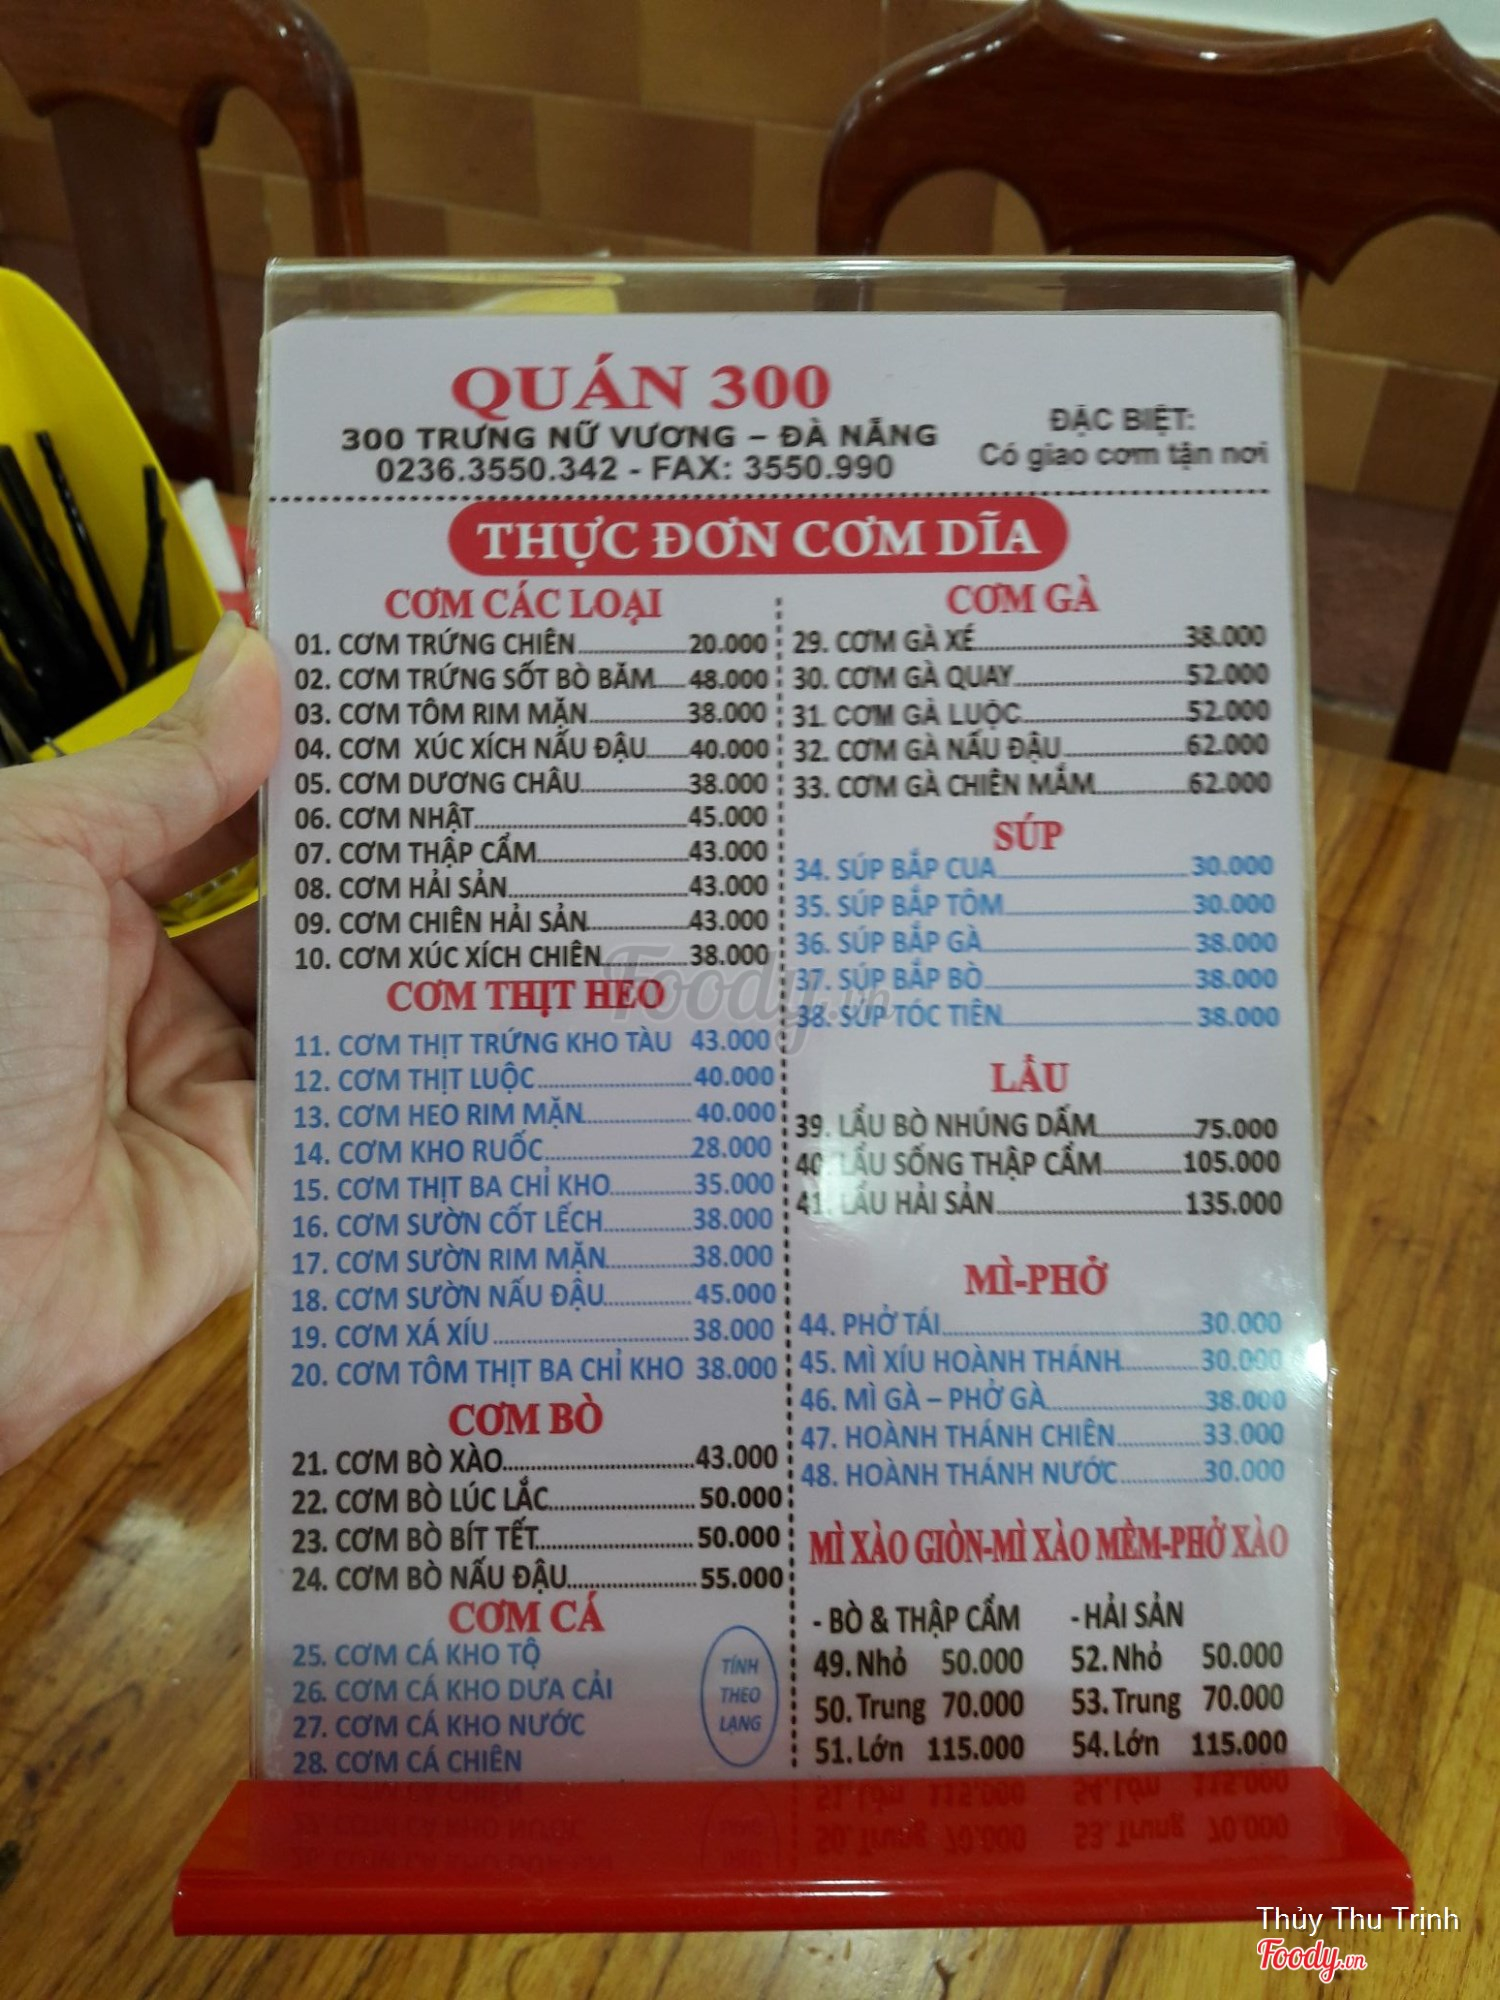 QUÁN 300
300 TRƯNG NỮ VƯƠNG – ĐÀ NẴNG
0236.3550.342 - FAX: 3550.990
ĐẶC BIỆT:
Có giao cơm tận nơi
THỰC ĐƠN CƠM DĨA
CƠM CÁC LOẠI
01. CƠM TRỨNG CHIÊN 20.000
02. CƠM TRỨNG SỐT BÒ BẰM 48.000
03. CƠM TÔM RIM MẶN 38.000
04. CƠM XÚC XÍCH NẤU ĐẬU 40.000
05. CƠM DƯƠNG CHÂU 38.000
06. CƠM NHẬT 45.000
07. CƠM THẬP CẨM 43.000
08. CƠM HẢI SẢN 43.000
09. CƠM CHIÊN HẢI SẢN 43.000
10. CƠM XÚC XÍCH CHIÊN 38.000
CƠM THỊT HEO
11. CƠM THỊT TRỨNG KHO TÀU 43.000
12. CƠM THỊT LUỘC 40.000
13. CƠM HEO RIM MẶN 40.000
14. CƠM KHO RUỐC 28.000
15. CƠM THỊT BA CHỈ KHO 35.000
16. CƠM SƯỜN CỐT LẾCH 38.000
17. CƠM SƯỜN RIM MẶN 38.000
18. CƠM SƯỜN NẤU ĐẬU 45.000
19. CƠM XÁ XÍU 38.000
20. CƠM TÔM THỊT BA CHỈ KHO 38.000
CƠM BÒ
21. CƠM BÒ XÀO 43.000
22. CƠM BÒ LÚC LẮC 50.000
23. CƠM BÒ BÍT TẾT 50.000
24. CƠM BÒ NẤU ĐẬU 55.000
CƠM CÁ
25. CƠM CÁ KHO TỘ
26. CƠM CÁ KHO DƯA CẢI
27. CƠM CÁ KHO NƯỚC
28. CƠM CÁ CHIÊN
TÍNH
THEO
LẠNG
CƠM GÀ
29. CƠM GÀ XÉ 38.000
30. CƠM GÀ QUAY 52.000
31. CƠM GÀ LUỘC 52.000
32. CƠM GÀ NẤU ĐẬU 62.000
33. CƠM GÀ CHIÊN MẮM 62.000
SÚP
34. SÚP BẮP CUA 30.000
35. SÚP BẮP TÔM 30.000
36. SÚP BẮP GÀ 38.000
37. SÚP BẮP BÒ 38.000
38. SÚP TÓC TIÊN 38.000
LẨU
39. LẨU BÒ NHÚNG DẤM 75.000
40. LẨU SỐNG THẬP CẨM 105.000
41. LẨU HẢI SẢN 135.000
MÌ-PHỞ
44. PHỞ TÁI 30.000
45. MÌ XÍU HOÀNH THÁNH 30.000
46. MÌ GÀ – PHỞ GÀ 38.000
47. HOÀNH THÁNH CHIÊN 33.000
48. HOÀNH THÁNH NƯỚC 30.000
MÌ XÀO GIÒN-MÌ XÀO MỀM-PHỞ XÀO
- BÒ & THẬP CẨM
49. Nhỏ 50.000
50. Trung 70.000
51. Lớn 115.000
- HẢI SẢN
52. Nhỏ 50.000
53. Trung 70.000
54. Lớn 115.000
Foody.vn
Thủy Thu Trịnh
Foody.vn